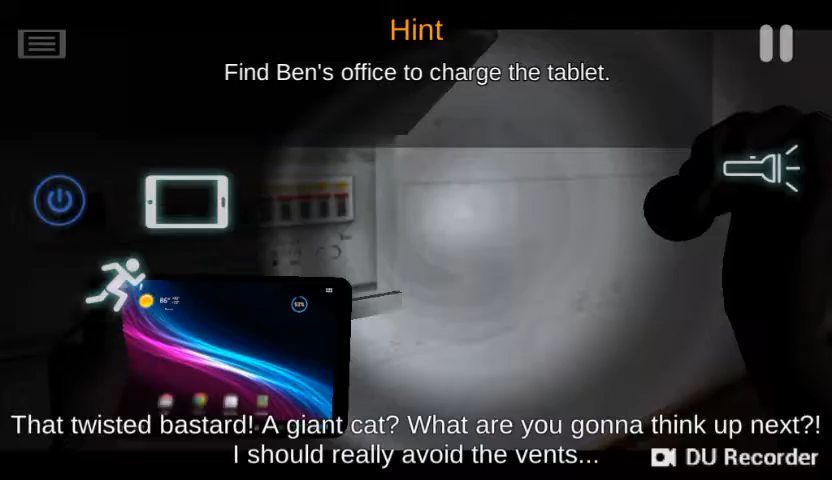 Hint
Find Ben's office to charge the tablet.
That twisted bastard! A giant cat? What are you gonna think up next?!
I should really avoid the vents...
DU Recorder